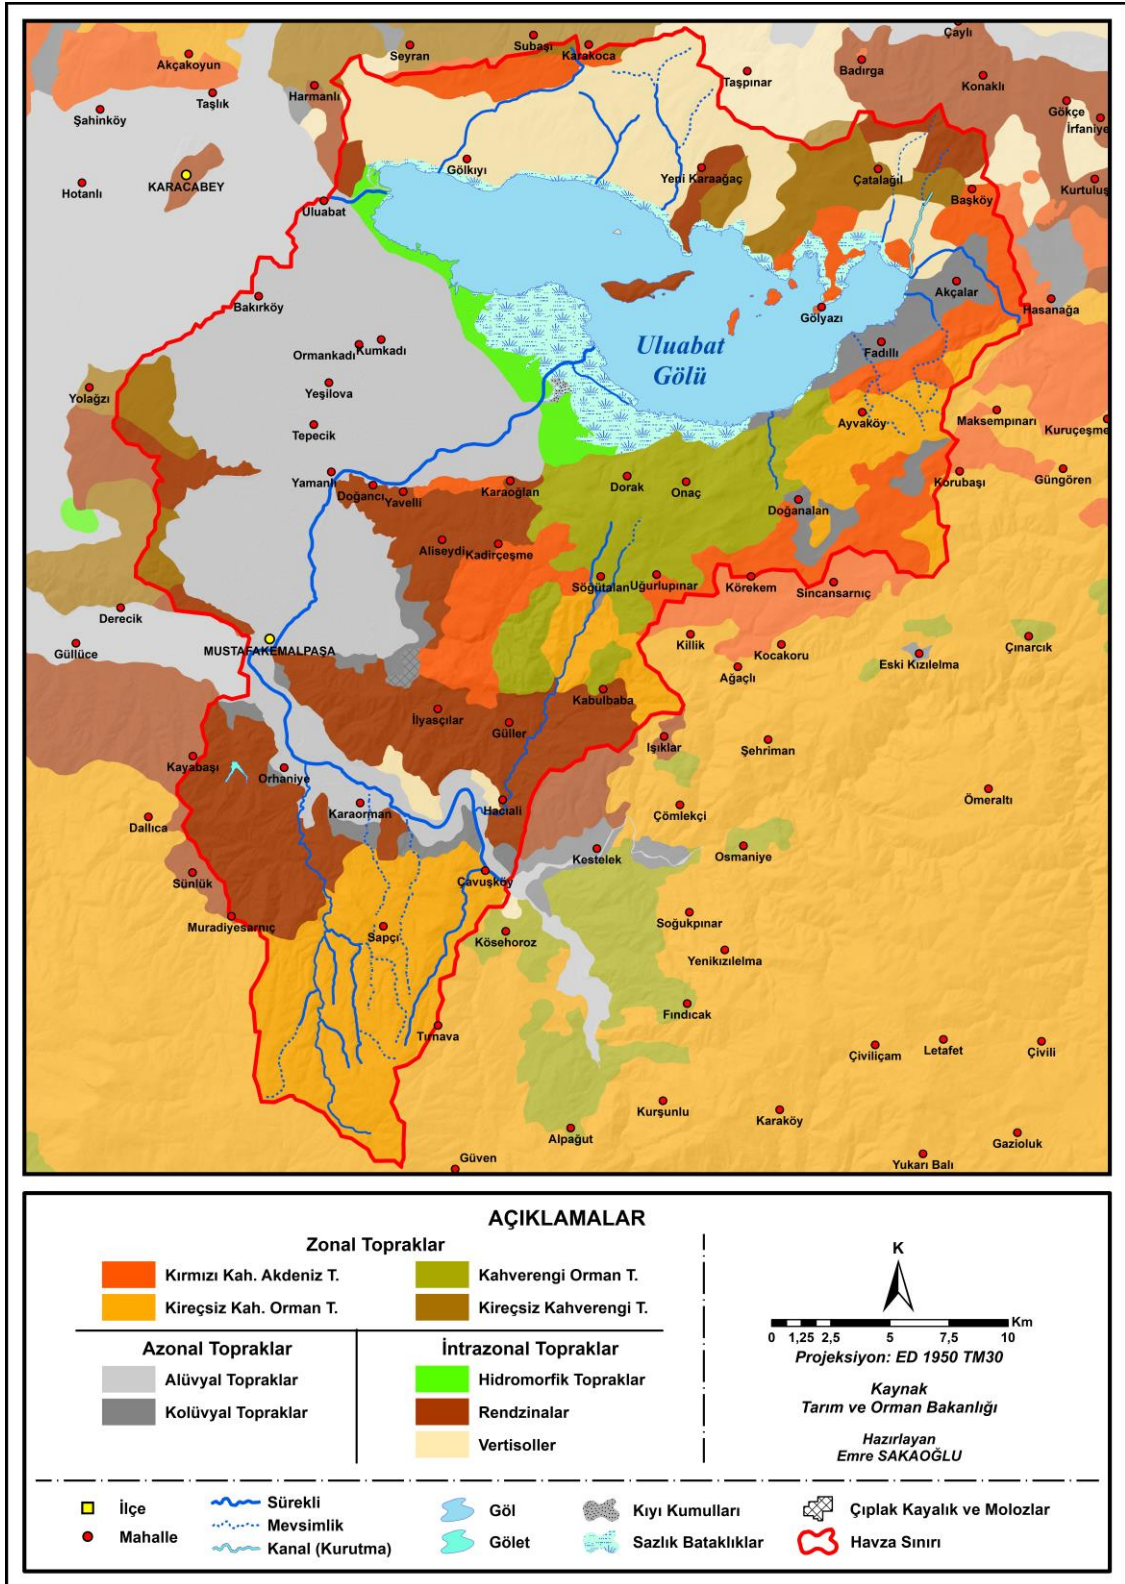 Seyran
Subaşı
Karakoca
Çaylı
Akçakoyun
Taşpınar
Badırga
Konaklı
Harmanlı
Taşlık
Şahinköy
Gökçe
İrfaniye
Gölkıyı
Yeni Karaağaç
Çatalağıl
Hotanlı
KARACABEY
Başköy
Kurtuluş
Uluabat
Akçalar
Bakırköy
Gölyazı
Hasanağa
Ormankadı
Kumkadı
Uluabat
Gölü
Fadıllı
Yolağzı
Yeşilova
Tepecik
Ayvaköy
Maksempınarı
Kuruçeşme
Yamanlı
Doğancı
Yavelli
Karaoğlan
Dorak
Onaç
Korubaşı
Güngören
Doğanalan
Aliseydi
Kadirçeşme
Söğütalan
Uğurlupınar
Körekem
Sincansarnıç
Derecik
Güllüce
MUSTAFAKEMALPAŞA
Killik
Kocakoru
Eski Kızılelma
Çınarcık
Ağaçlı
Kabulbaba
İlyasçılar
Güller
Işıklar
Şehriman
Kayabaşı
Orhaniye
Ömeraltı
Karaorman
Hacıali
Çömlekçi
Dallıca
Kestelek
Osmaniye
Sünlük
Çavuşköy
Muradiyesarnıç
Sapçı
Kösehoroz
Soğukpınar
Yenikızılelma
Fındıcak
Tırnava
Çiviliçam
Letafet
Çivili
Kurşunlu
Karaköy
Alpağut
Gazioluk
Güven
Yukarı Balı
AÇIKLAMALAR
Zonal Topraklar
Kırmızı Kah. Akdeniz T.
Kahverengi Orman T.
Kireçsiz Kah. Orman T.
Kireçsiz Kahverengi T.
Azonal Topraklar
İntrazonal Topraklar
Alüvyal Topraklar
Hidromorfik Topraklar
Kolüvyal Topraklar
Rendzinalar
Vertisoller
K
Km
0 1,25 2,5 5 7,5 10
Projeksiyon: ED 1950 TM30
Kaynak
Tarım ve Orman Bakanlığı
Hazırlayan
Emre SAKAOĞLU
İlçe
Mahalle
Sürekli
Mevsimlik
Kanal (Kurutma)
Göl
Gölet
Kıyı Kumulları
Sazlık Bataklıklar
Çıplak Kayalık ve Molozlar
Havza Sınırı